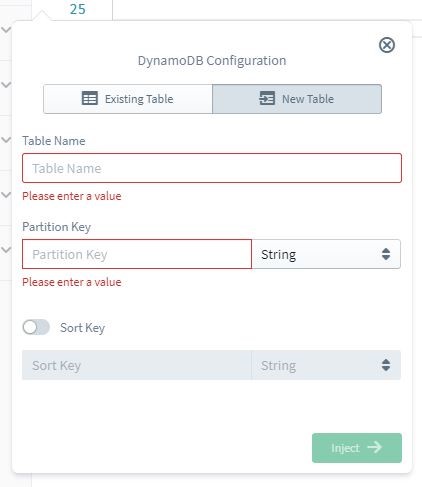 25
DynamoDB Configuration
Existing Table New Table
Table Name
Table Name
Please enter a value
Partition Key
Partition Key String
Please enter a value
Sort Key
Sort Key String
Inject